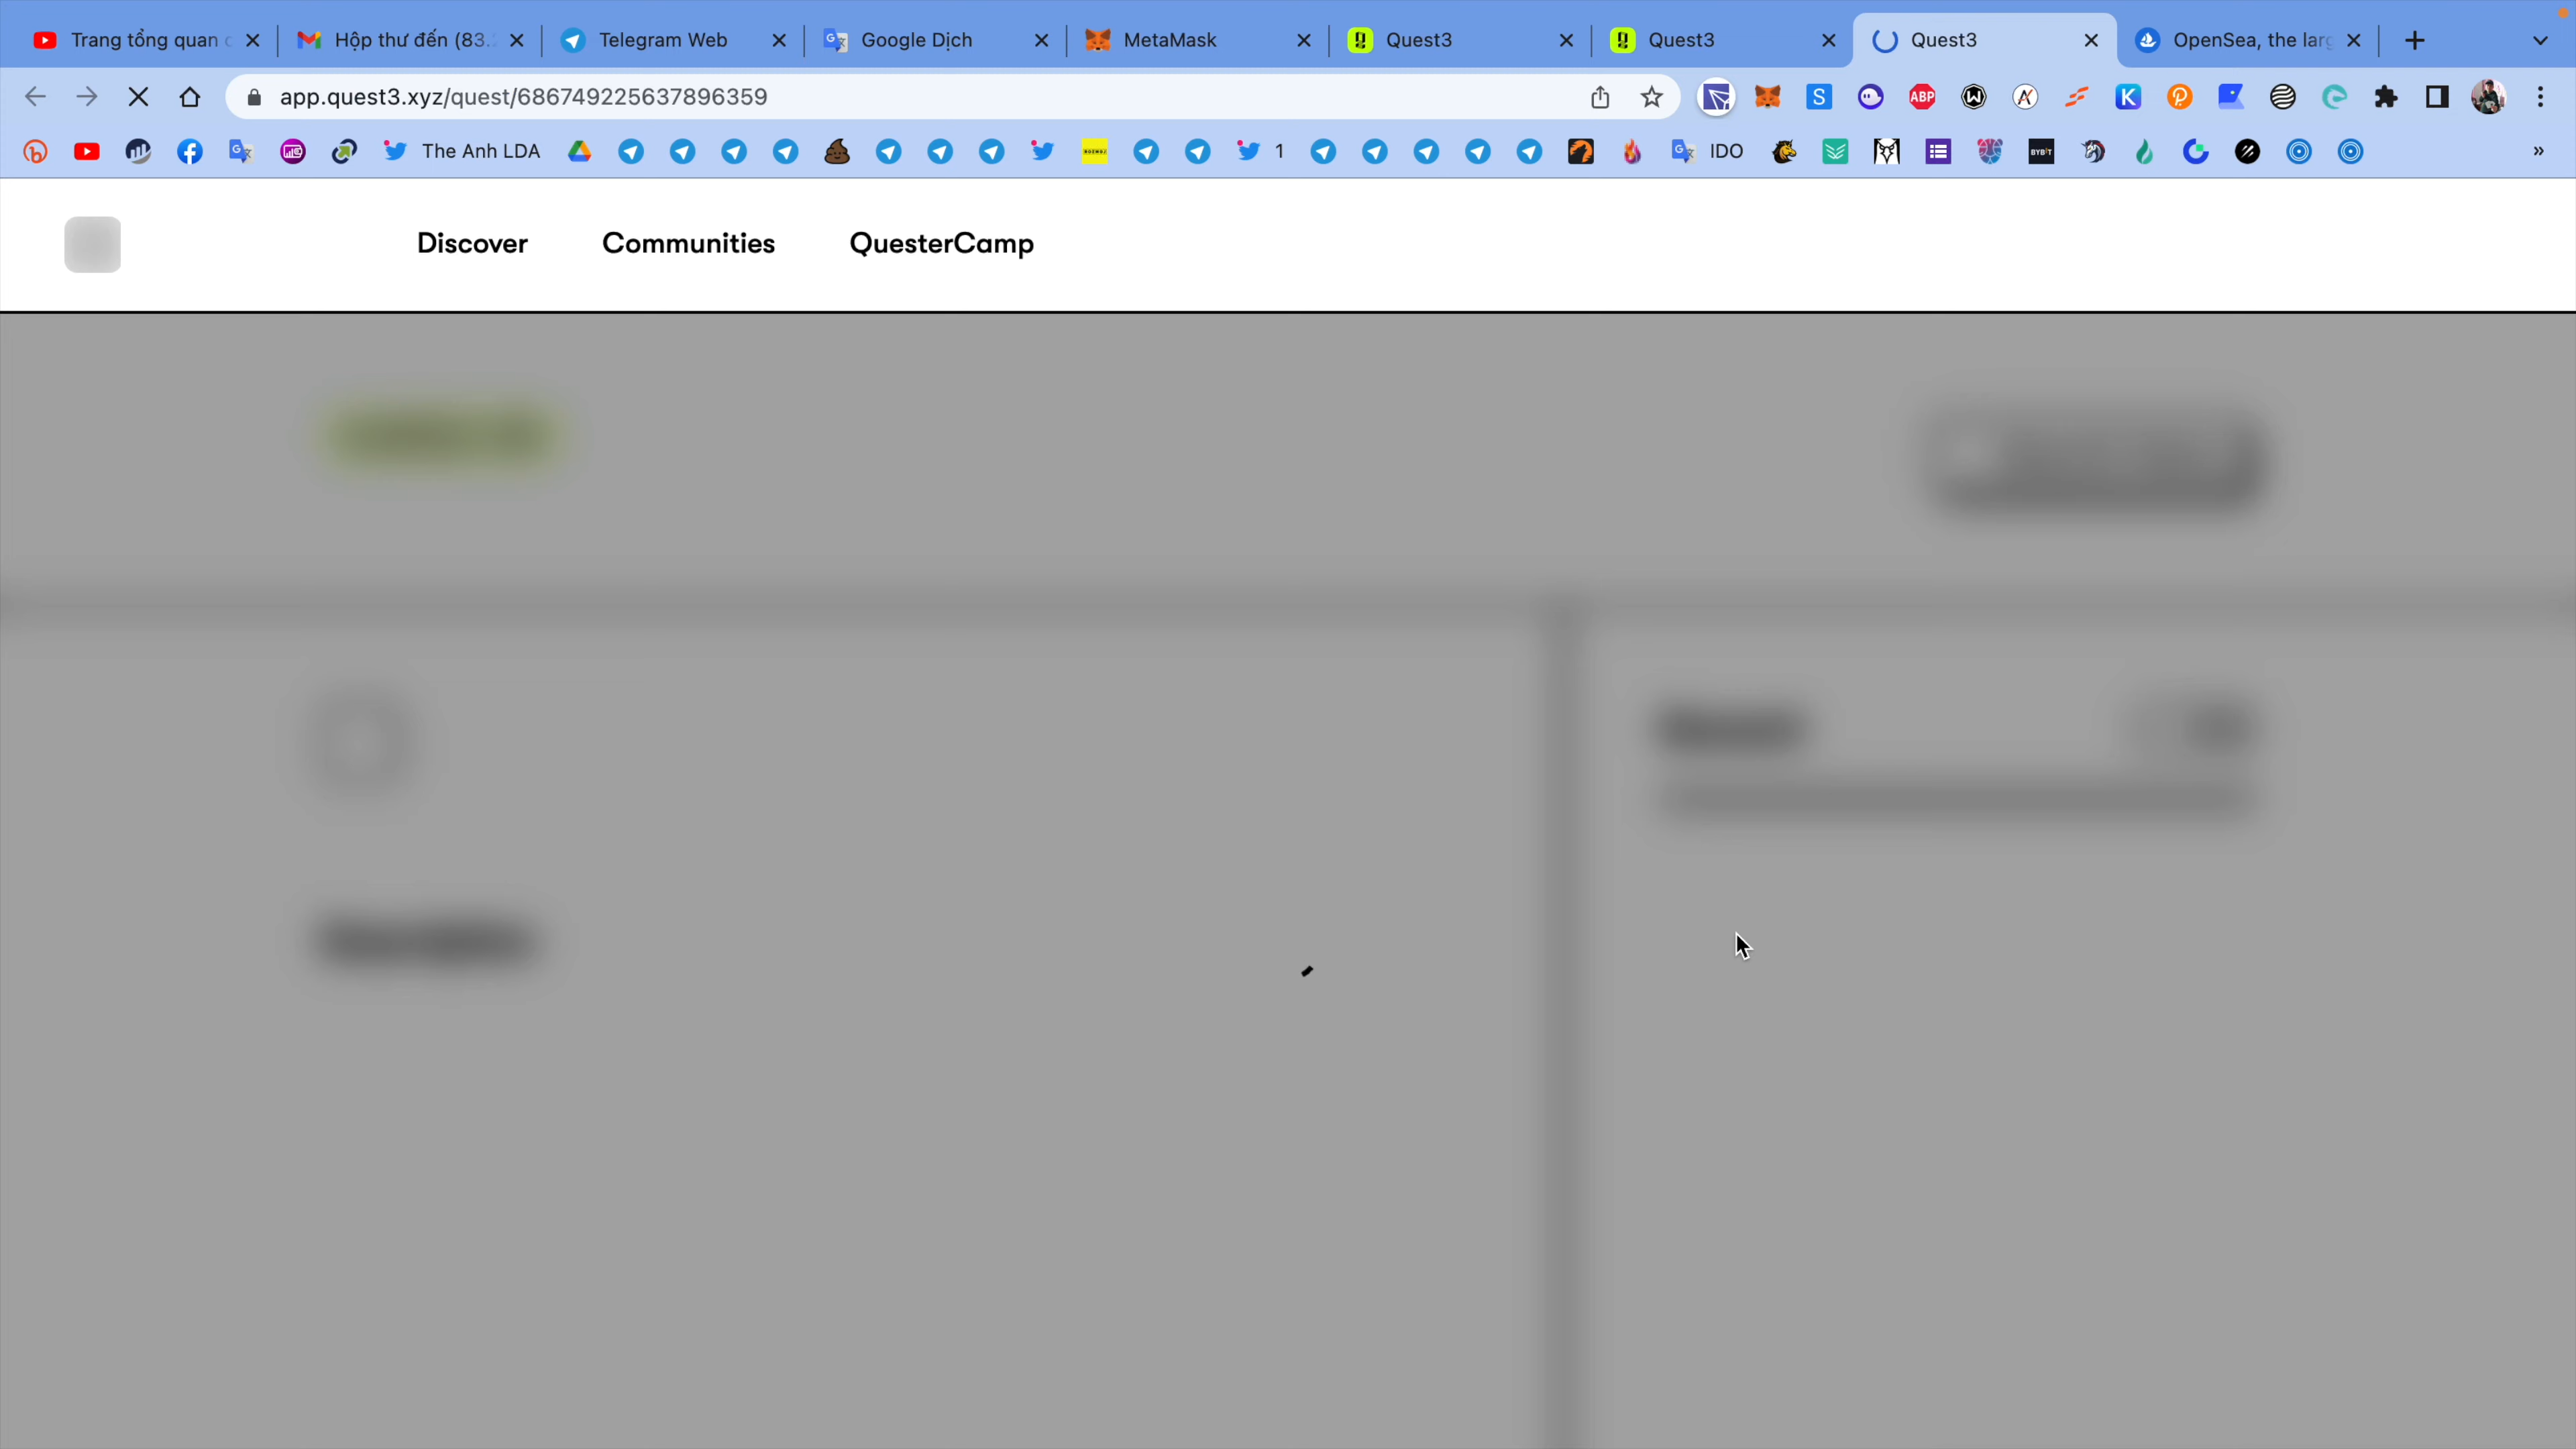 Trang tổng quan c Hộp thư đến (83. Telegram Web Google Dịch MetaMask Quest3 Quest3 Quest3 OpenSea, the larg
app.quest3.xyz/quest/686749225637896359
The Anh LDA 1 IDO
Discover Communities QuesterCamp